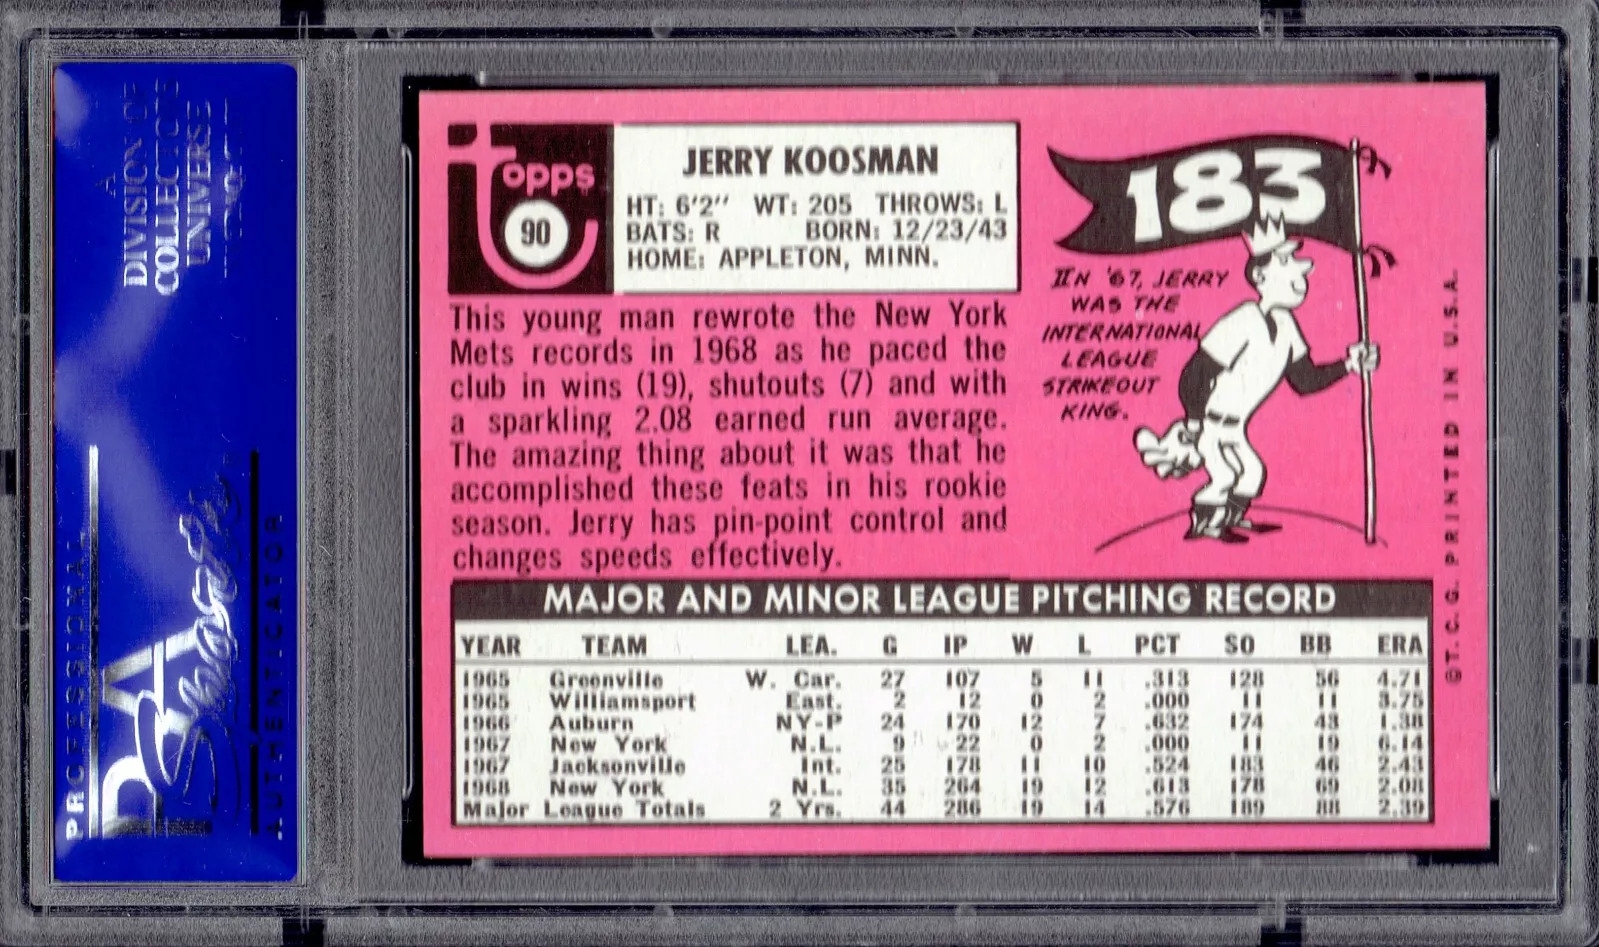 A
DIVISION OF
COLLECTORS
UNIVERSE
PROFESSIONAL
PSA
AUTHENTICATOR
topps
90
JERRY KOOSMAN
HT: 6'2" WT: 205 THROWS: L
BATS: R BORN: 12/23/43
HOME: APPLETON, MINN.
This young man rewrote the New York
Mets records in 1968 as he paced the
club in wins (19), shutouts (7) and with
a sparkling 2.08 earned run average.
The amazing thing about it was that he
accomplished these feats in his rookie
season. Jerry has pin-point control and
changes speeds effectively.
183
IN '67, JERRY
WAS THE
INTERNATIONAL
LEAGUE
STRIKEOUT
KING.
©T.C.G. PRINTED IN U.S.A.
MAJOR AND MINOR LEAGUE PITCHING RECORD
YEAR TEAM LEA. G IP W L PCT SO BB ERA
1965 Greenville W. Car. 27 107 5 11 .313 128 56 4.71
1965 Williamsport East. 2 12 0 2 .000 11 11 3.75
1966 Auburn NY-P 24 170 12 7 .632 174 43 1.38
1967 New York N.L. 9 22 0 2 .000 11 19 6.14
1967 Jacksonville Int. 25 178 11 10 .524 183 46 2.43
1968 New York N.L. 35 264 19 12 .613 178 69 2.08
Major League Totals 2 Yrs. 44 286 19 14 .576 189 88 2.39